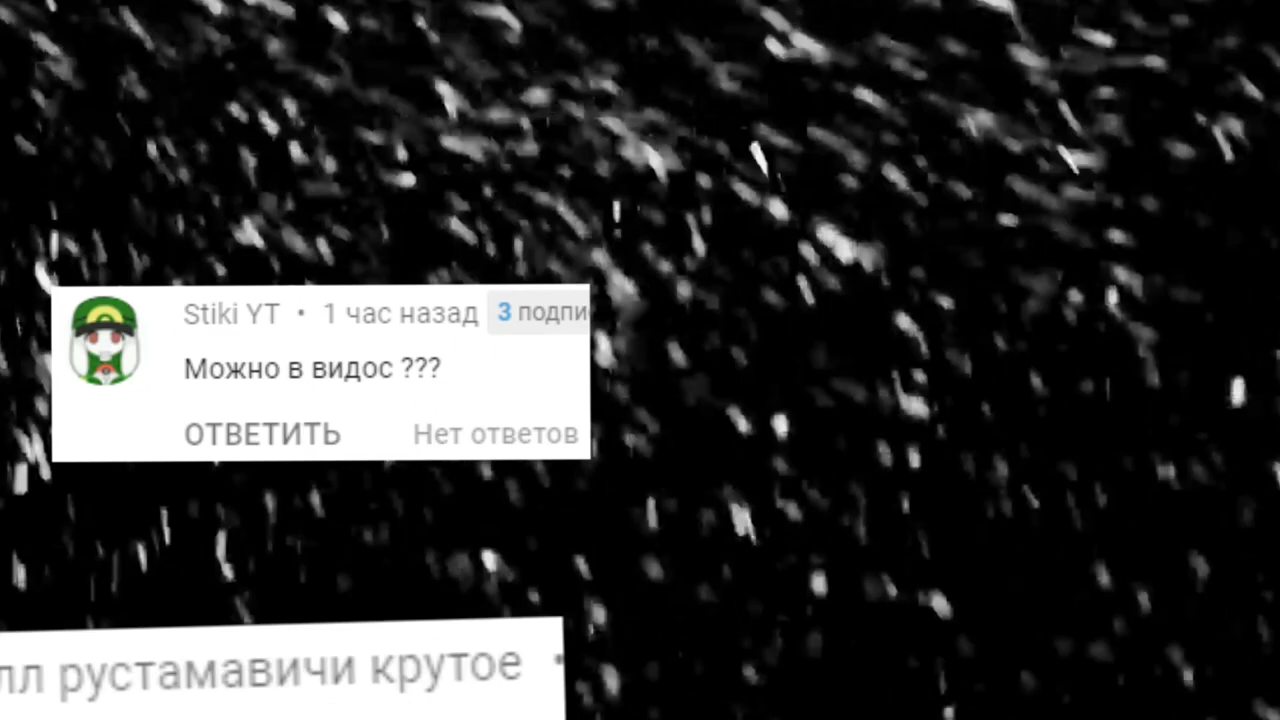 Stiki YT • 1 час назад 3 подпи
Можно в видос ???
ОТВЕТИТЬ Нет ответов
лл рустамавичи крутое •